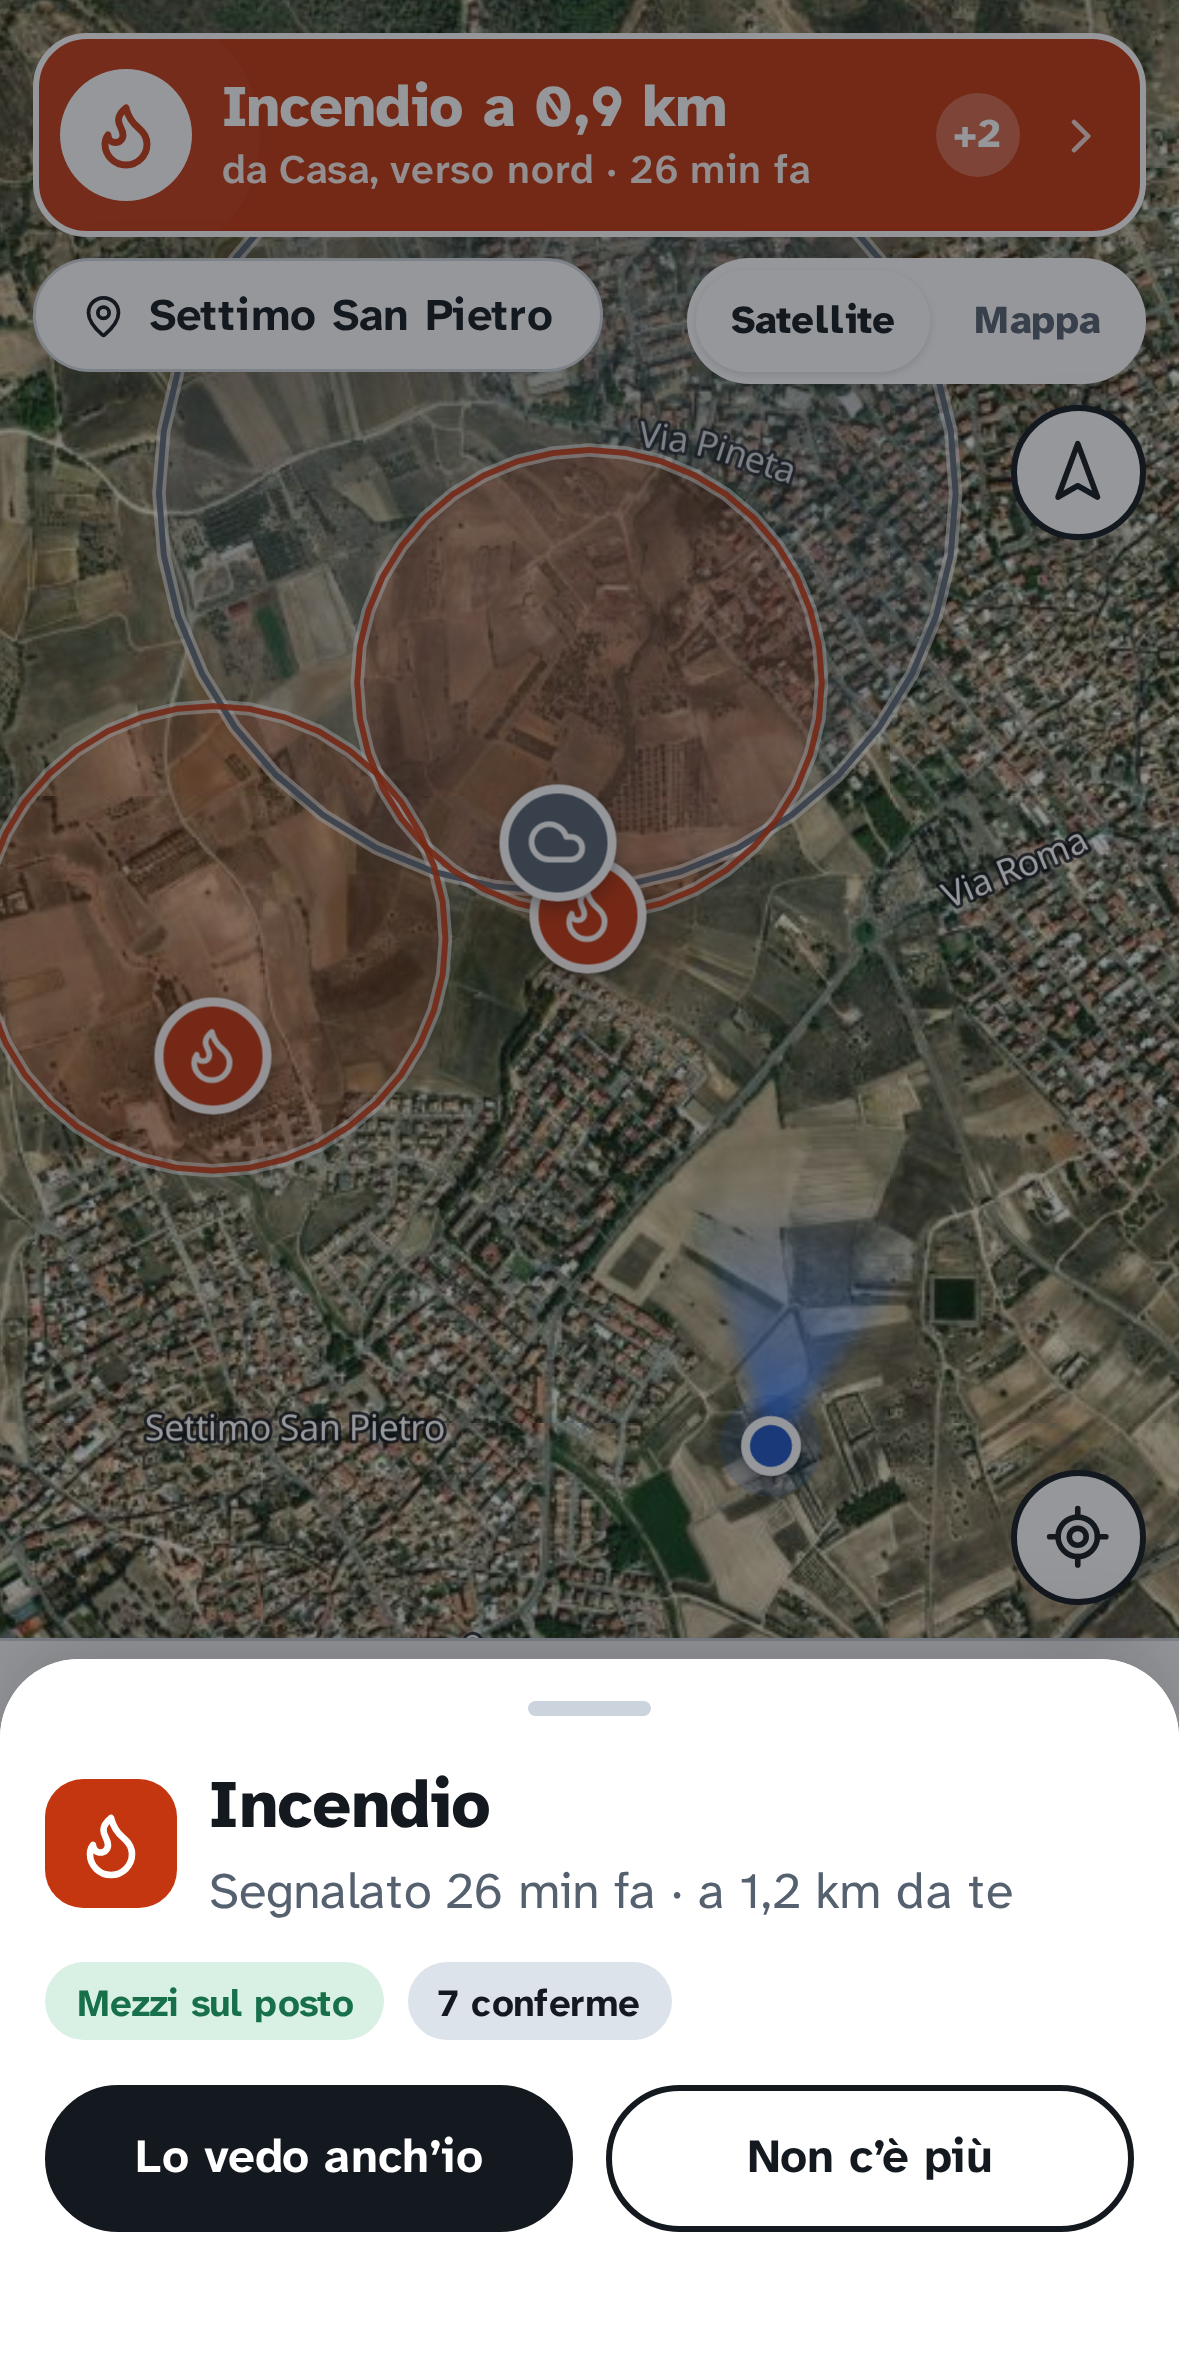 Incendio a 0,9 km
da Casa, verso nord · 26 min fa
+2
Settimo San Pietro
Satellite
Mappa
Via Pineta
Via Roma
Settimo San Pietro
Incendio
Segnalato 26 min fa · a 1,2 km da te
Mezzi sul posto
7 conferme
Lo vedo anch’io
Non c’è più